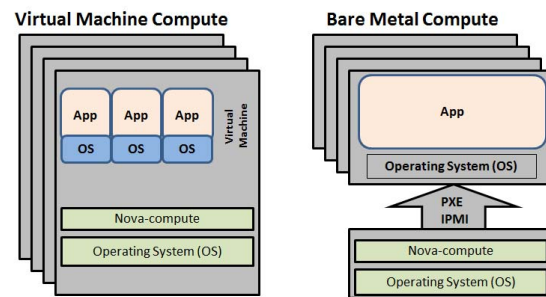 Virtual Machine Compute
App App App
OS OS OS
Virtual
Machine
Nova-compute
Operating System (OS)
Bare Metal Compute
App
Operating System (OS)
PXE
IPMI
Nova-compute
Operating System (OS)